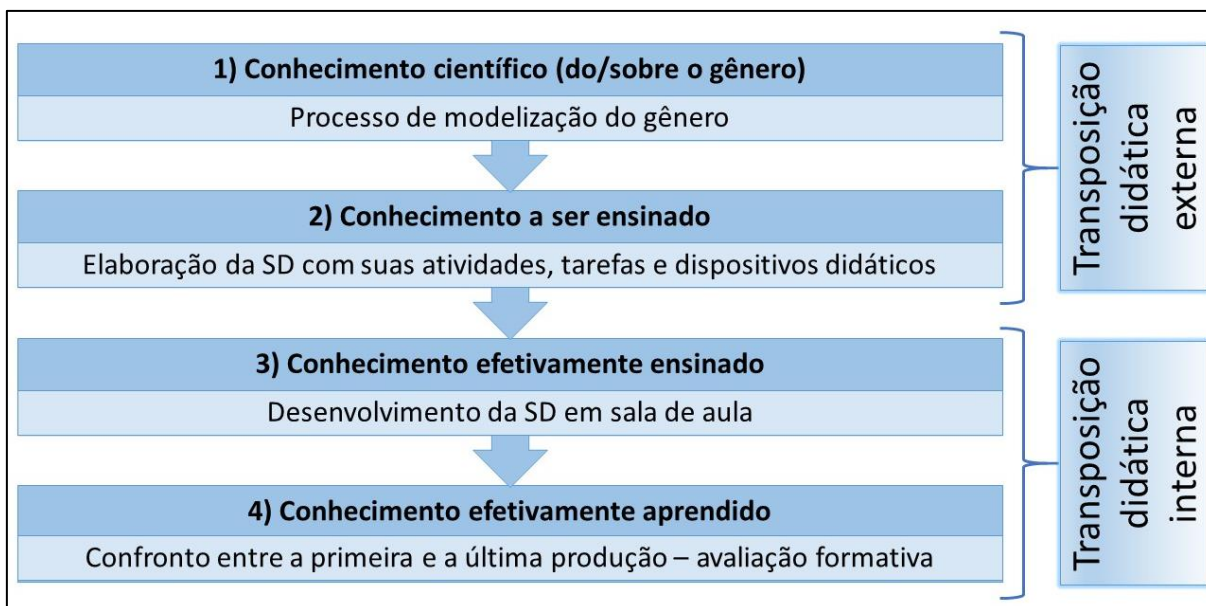 1) Conhecimento científico (do/sobre o gênero)
Processo de modelização do gênero
2) Conhecimento a ser ensinado
Elaboração da SD com suas atividades, tarefas e dispositivos didáticos
Transposição
didática
externa
3) Conhecimento efetivamente ensinado
Desenvolvimento da SD em sala de aula
4) Conhecimento efetivamente aprendido
Confronto entre a primeira e a última produção – avaliação formativa
Transposição
didática
interna